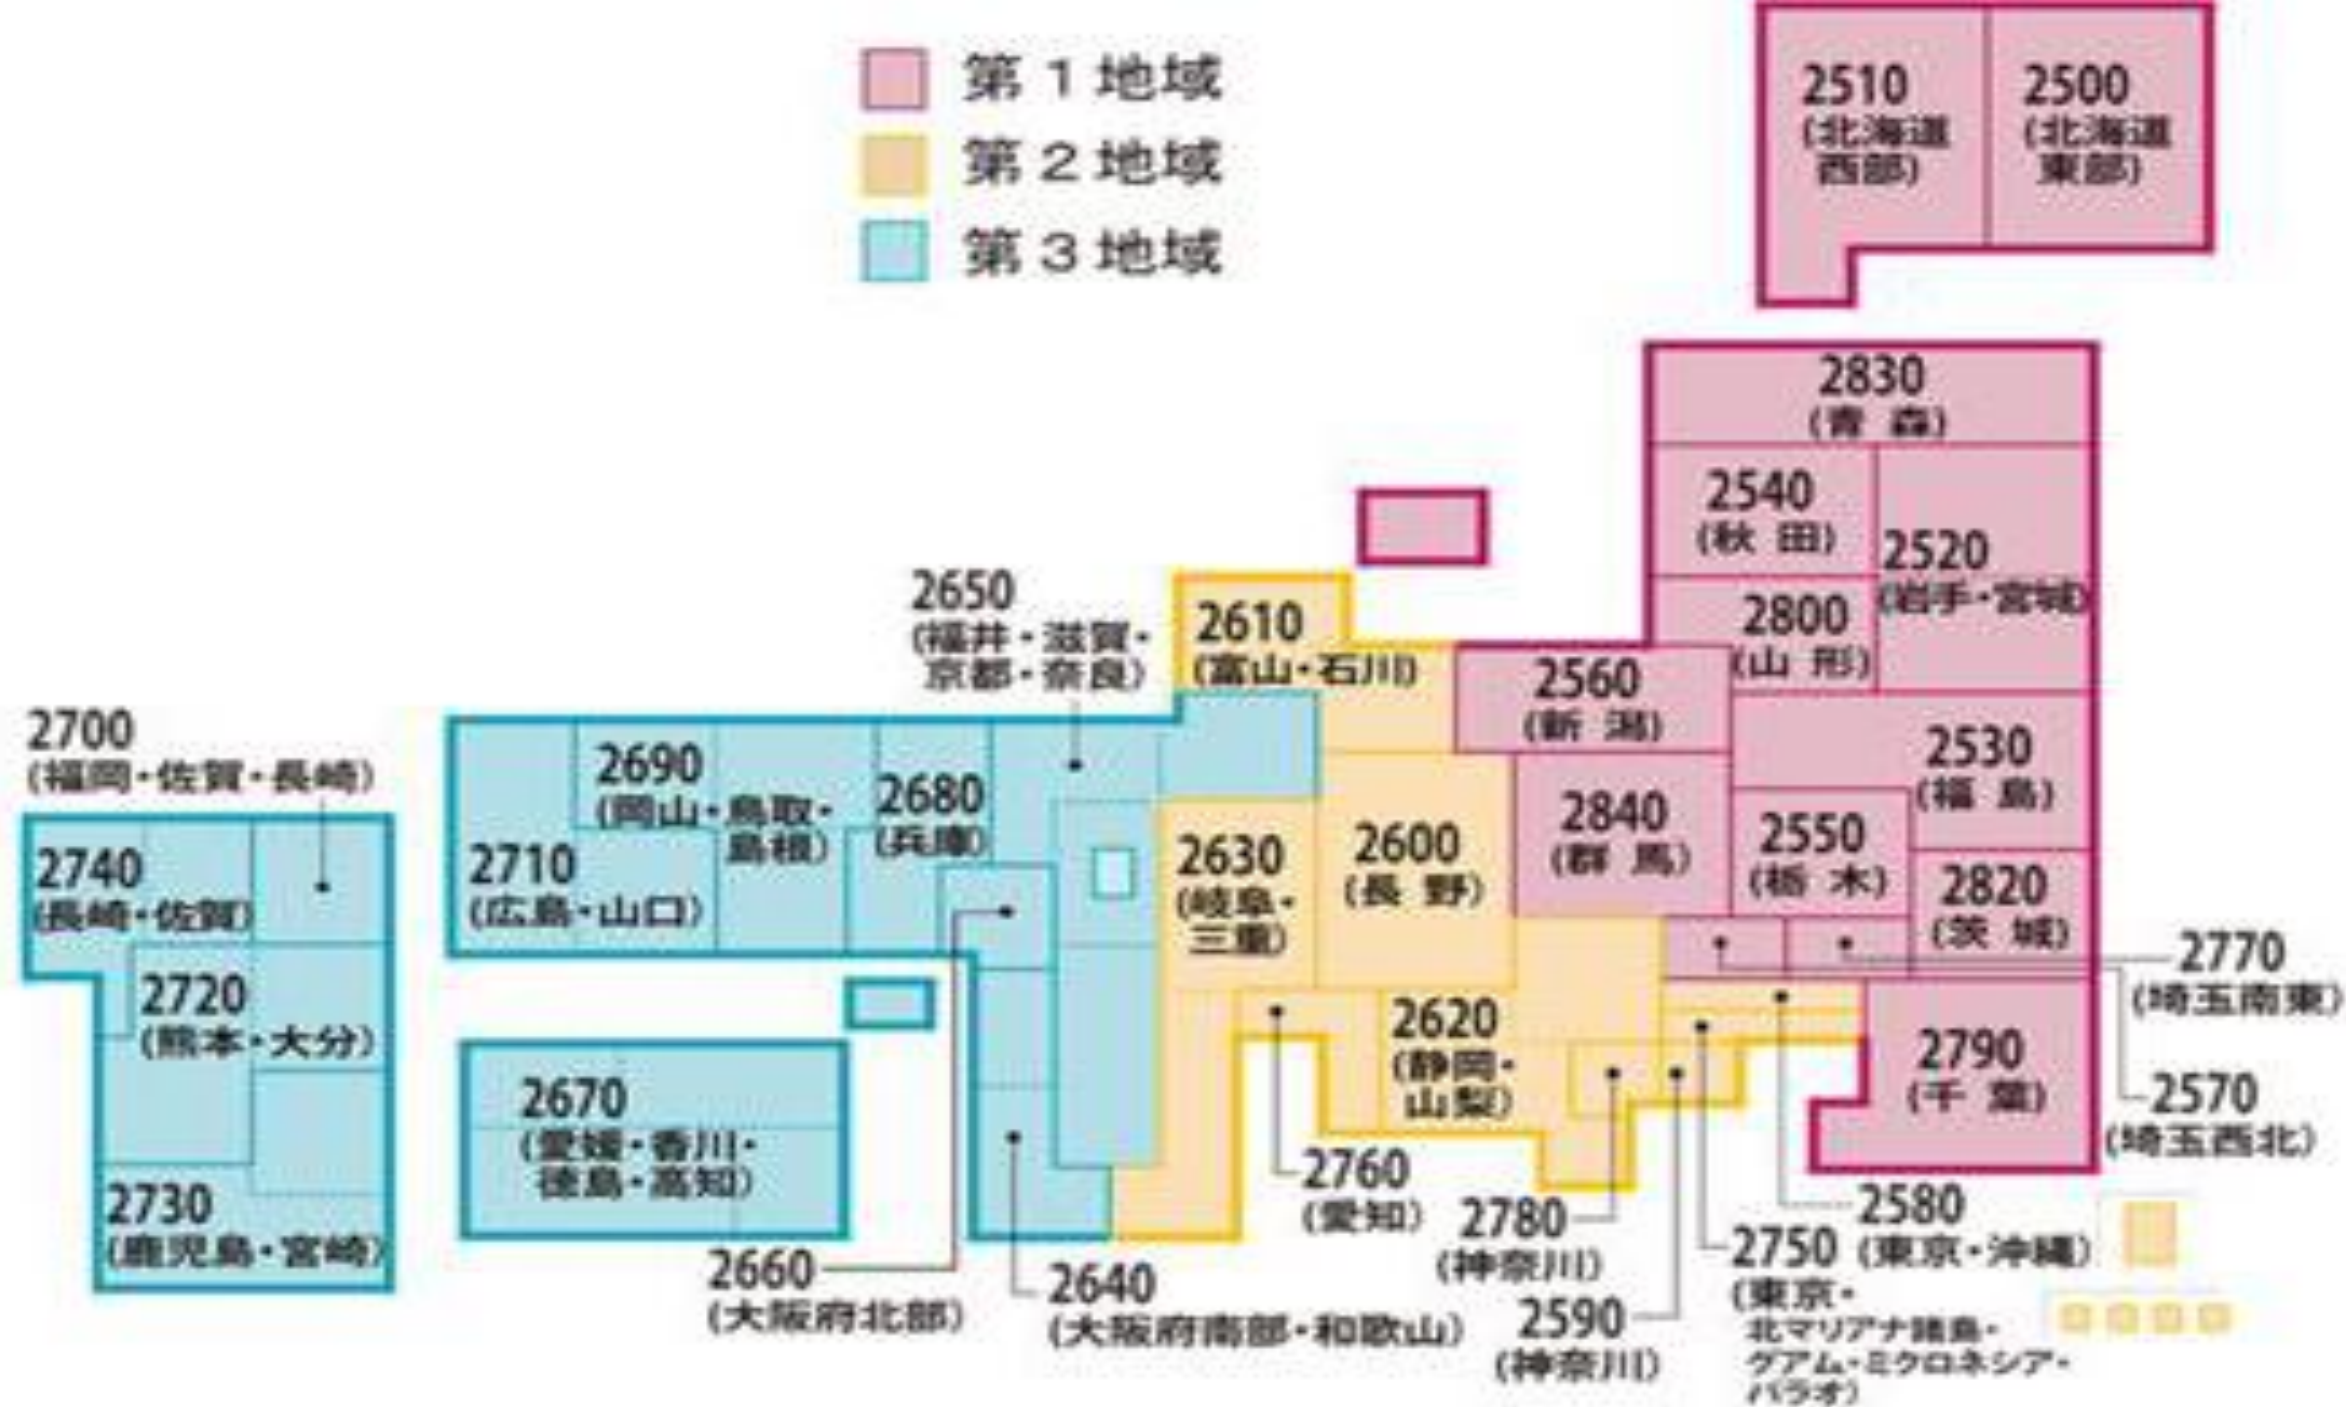 第1地域
第2地域
第3地域
2510
(北海道
西部)
2500
(北海道
東部)
2830
(青 森)
2540
(秋 田)
2520
(岩手・宮城)
2800
(山 形)
2650
(福井・滋賀・
京都・奈良)
2610
(富山・石川)
2560
(新 潟)
2530
(福 島)
2700
(福岡・佐賀・長崎)
2690
(岡山・鳥取・
島根)
2680
(兵庫)
2710
(広島・山口)
2740
(長崎・佐賀)
2630
(岐阜・
三重)
2600
(長 野)
2840
(群 馬)
2550
(栃 木)
2820
(茨 城)
2770
(埼玉南東)
2720
(熊本・大分)
2620
(静岡・
山梨)
2790
(千 葉)
2570
(埼玉西北)
2670
(愛媛・香川・
徳島・高知)
2730
(鹿児島・宮崎)
2760
(愛知)
2780
(神奈川)
2580
(東京・沖縄)
2660
(大阪府北部)
2640
(大阪府南部・和歌山)
2590
(神奈川)
2750
(東京・
北マリアナ諸島・
グアム・ミクロネシア・
パラオ)